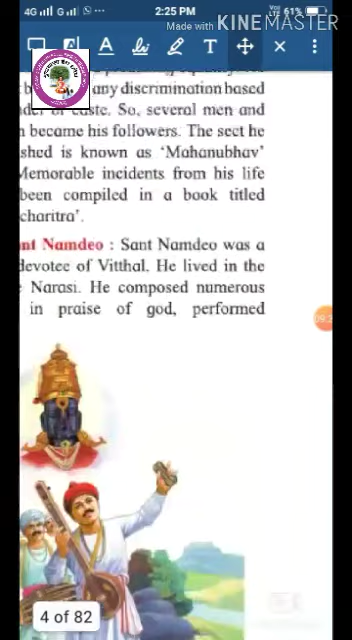 4G 4G 2:25 PM 61%
Made with KINEMASTER
A T
any discrimination based
caste. So, several men and
became his followers. The sect he
shed is known as ‘Mahanubhav’
Memorable incidents from his life
been compiled in a book titled
charitra’.
nt Namdeo : Sant Namdeo was a
devotee of Vitthal. He lived in the
Narasi. He composed numerous
in praise of god, performed
4 of 82